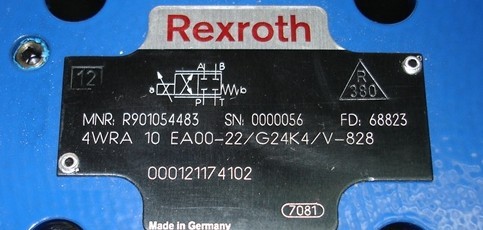 Rexroth
12
A B
a b
P T
R
380
MNR: R901054483 SN: 0000056 FD: 68823
4WRA 10 EA00-22/G24K4/V-828
000121174102
7081
Made in Germany